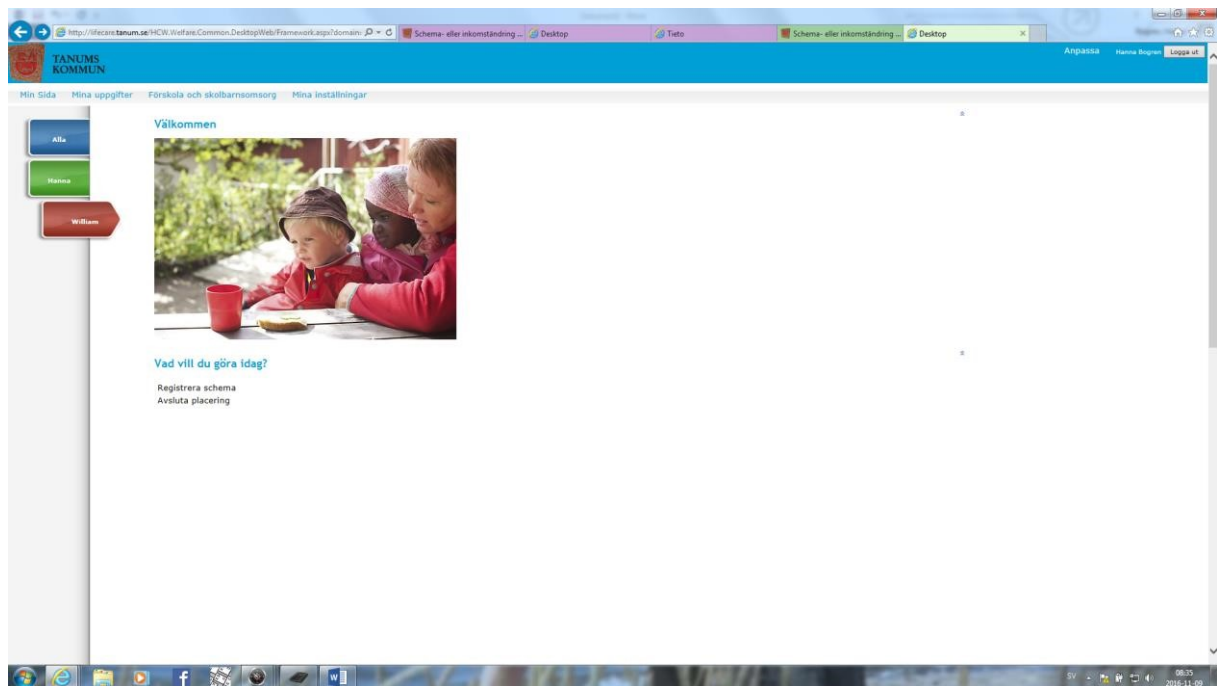 http://lifecare.tanum.se/HCW.Welfare.Common.DesktopWeb/Framework.aspx?domain=
Schema- eller inkomständring ...
Desktop
Tieto
Schema- eller inkomständring ...
Desktop
TANUMS
KOMMUN
Anpassa
Hanna Bogren
Logga ut
Min Sida Mina uppgifter Förskola och skolbarnsomsorg Mina inställningar
Alla
Hanna
William
Välkommen
Vad vill du göra idag?
Registrera schema
Avsluta placering
SV
08:35
2016-11-09